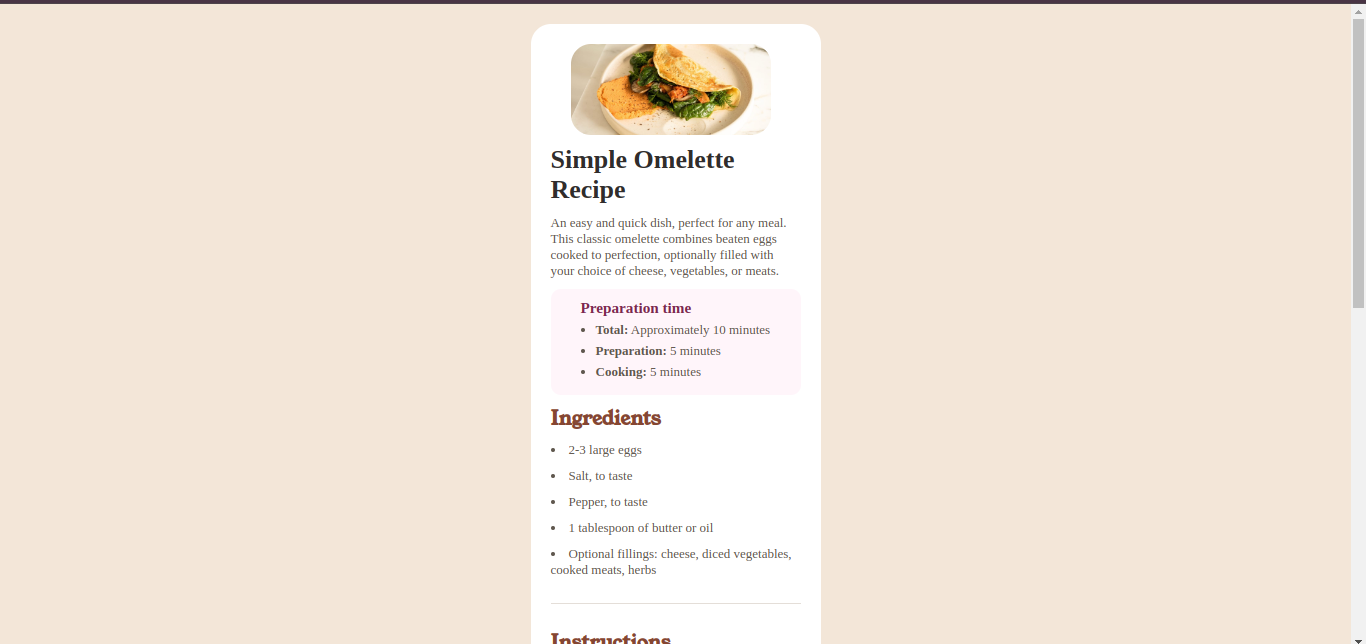 Simple Omelette
Recipe
An easy and quick dish, perfect for any meal.
This classic omelette combines beaten eggs
cooked to perfection, optionally filled with
your choice of cheese, vegetables, or meats.
Preparation time
• Total: Approximately 10 minutes
• Preparation: 5 minutes
• Cooking: 5 minutes
Ingredients
• 2-3 large eggs
• Salt, to taste
• Pepper, to taste
• 1 tablespoon of butter or oil
• Optional fillings: cheese, diced vegetables,
cooked meats, herbs
Instructions